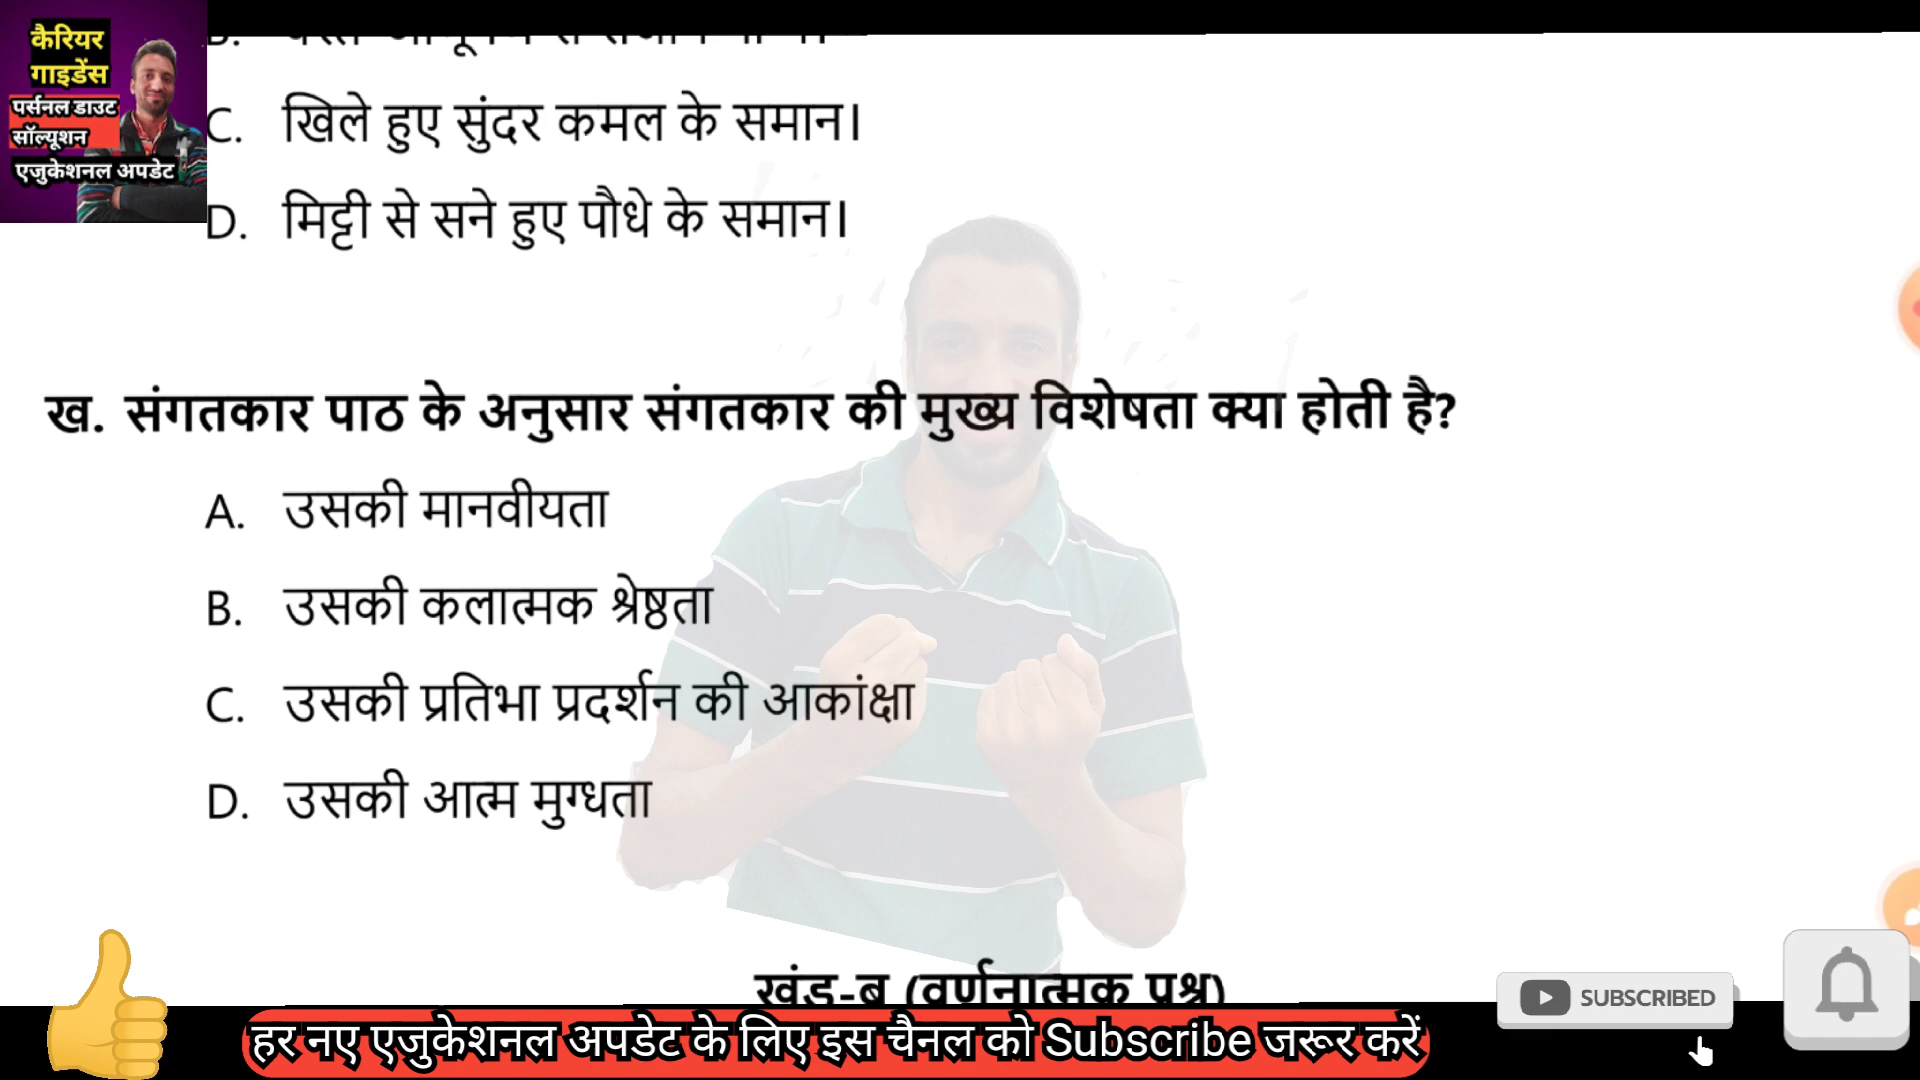 कैरियर
गाइडेंस
पर्सनल डाउट
सॉल्यूशन
एजुकेशनल अपडेट
C. खिले हुए सुंदर कमल के समान।
D. मिट्टी से सने हुए पौधे के समान।
ख. संगतकार पाठ के अनुसार संगतकार की मुख्य विशेषता क्या होती है?
A. उसकी मानवीयता
B. उसकी कलात्मक श्रेष्ठता
C. उसकी प्रतिभा प्रदर्शन की आकांक्षा
D. उसकी आत्म मुग्धता
खंड-ब (वर्णनात्मक प्रश्न)
SUBSCRIBED
हर नए एजुकेशनल अपडेट के लिए इस चैनल को Subscribe जरूर करें